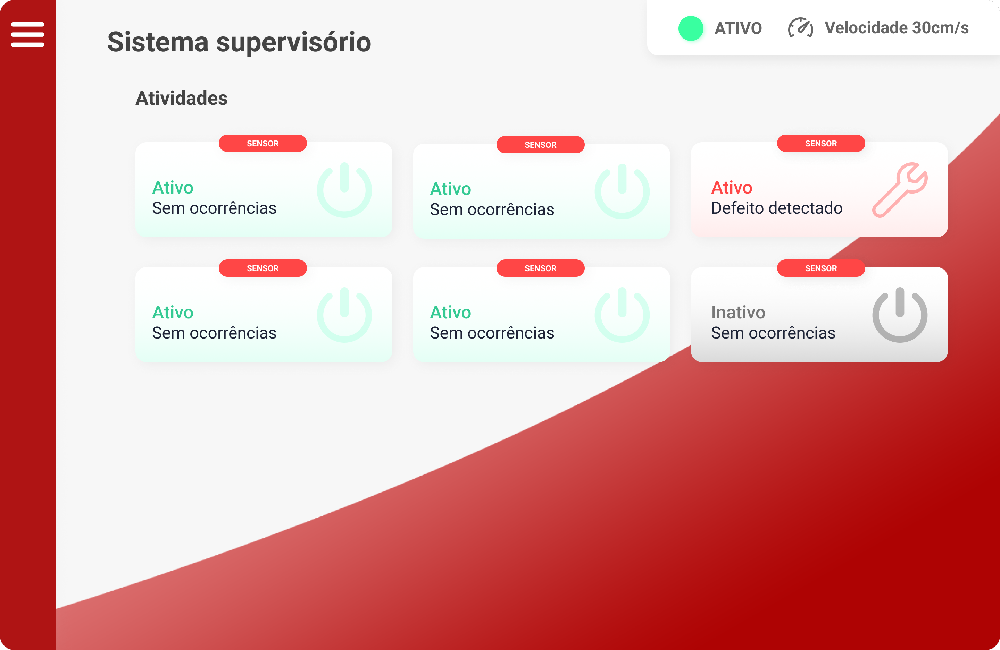 Sistema supervisório
ATIVO
Velocidade 30cm/s
Atividades
SENSOR
Ativo
Sem ocorrências
SENSOR
Ativo
Sem ocorrências
SENSOR
Ativo
Defeito detectado
SENSOR
Ativo
Sem ocorrências
SENSOR
Ativo
Sem ocorrências
SENSOR
Inativo
Sem ocorrências